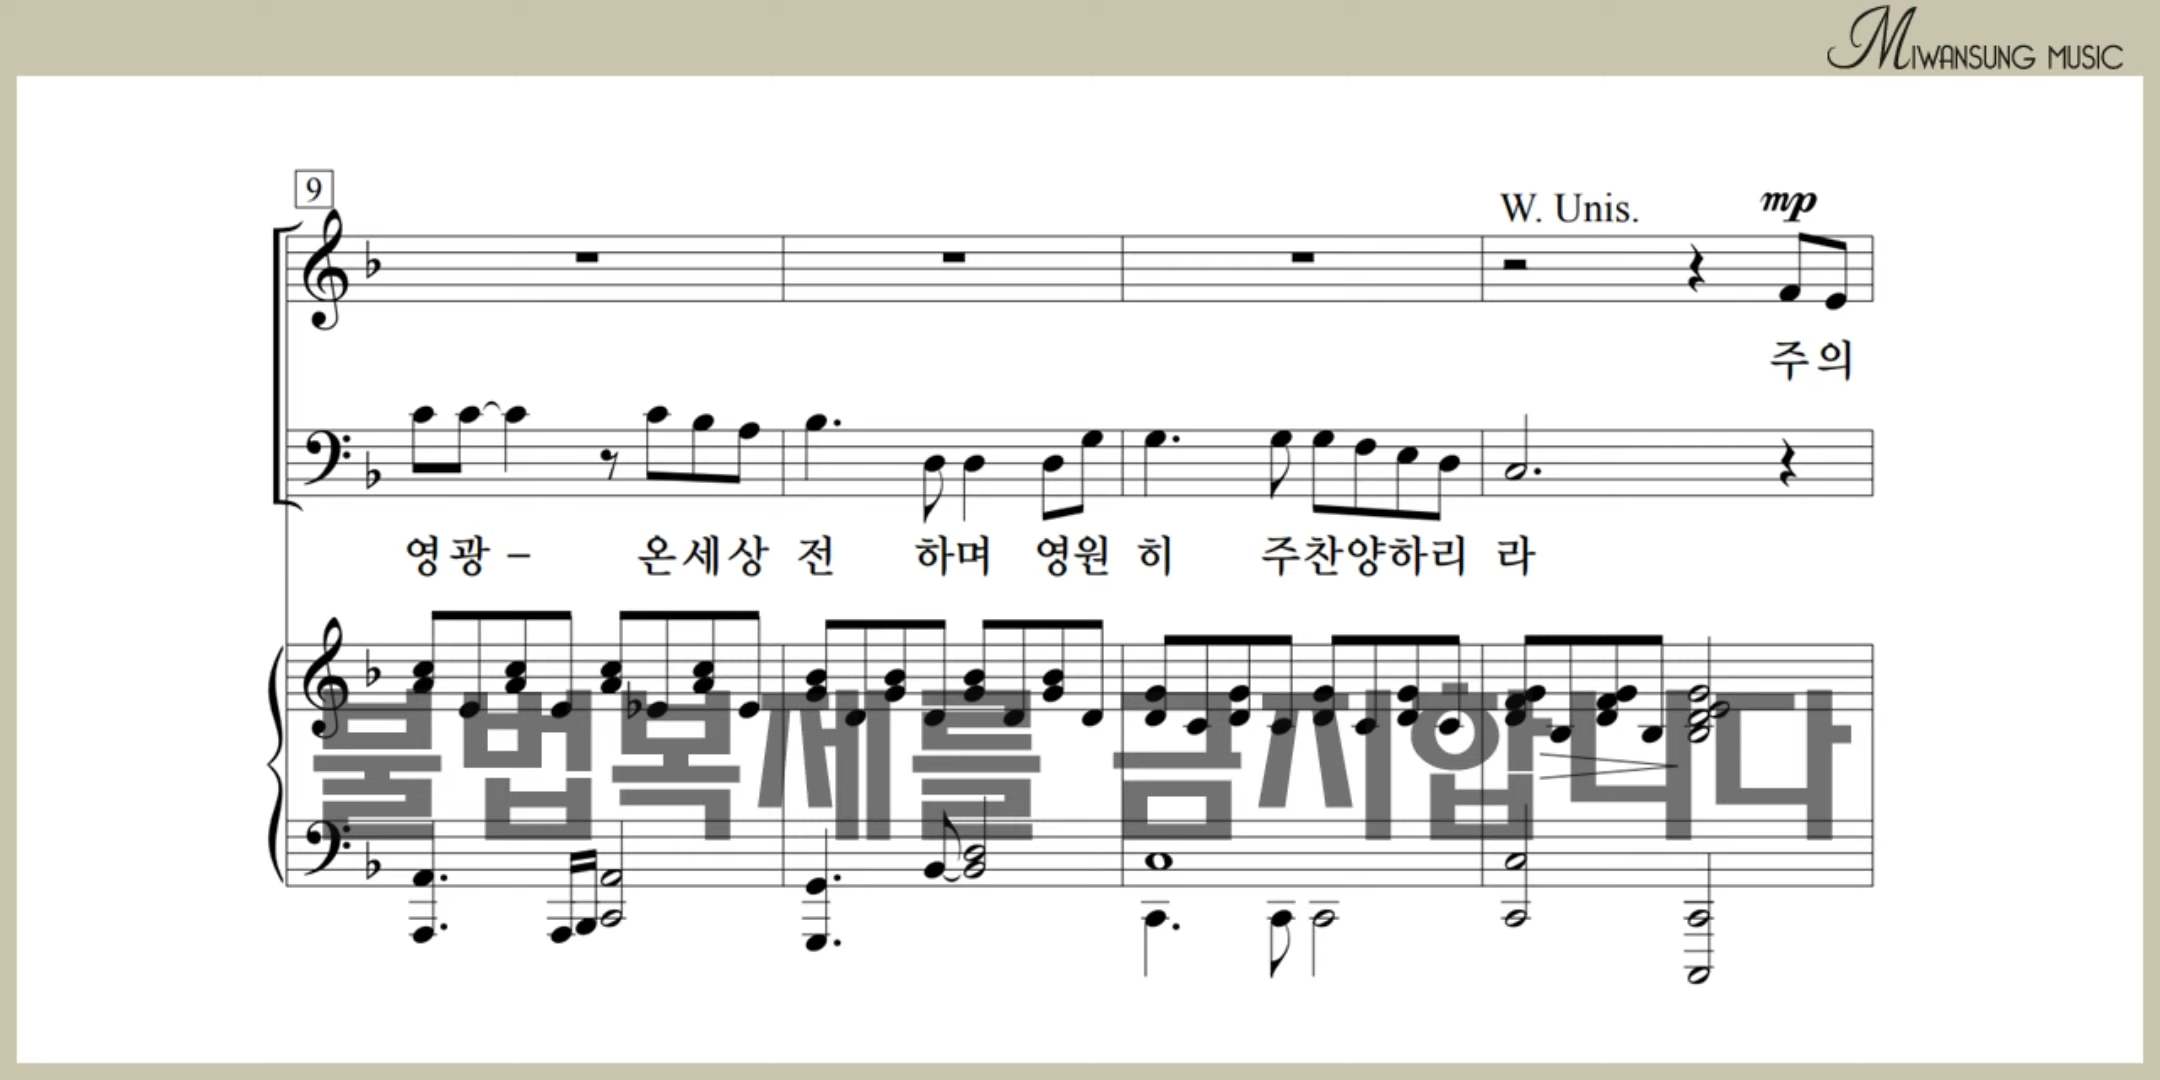 MIWANSUNG MUSIC
9
W. Unis. mp
주의
영광 – 온세상 전 하며 영원 히 주찬양하리 라
불법복제를 금지합니다